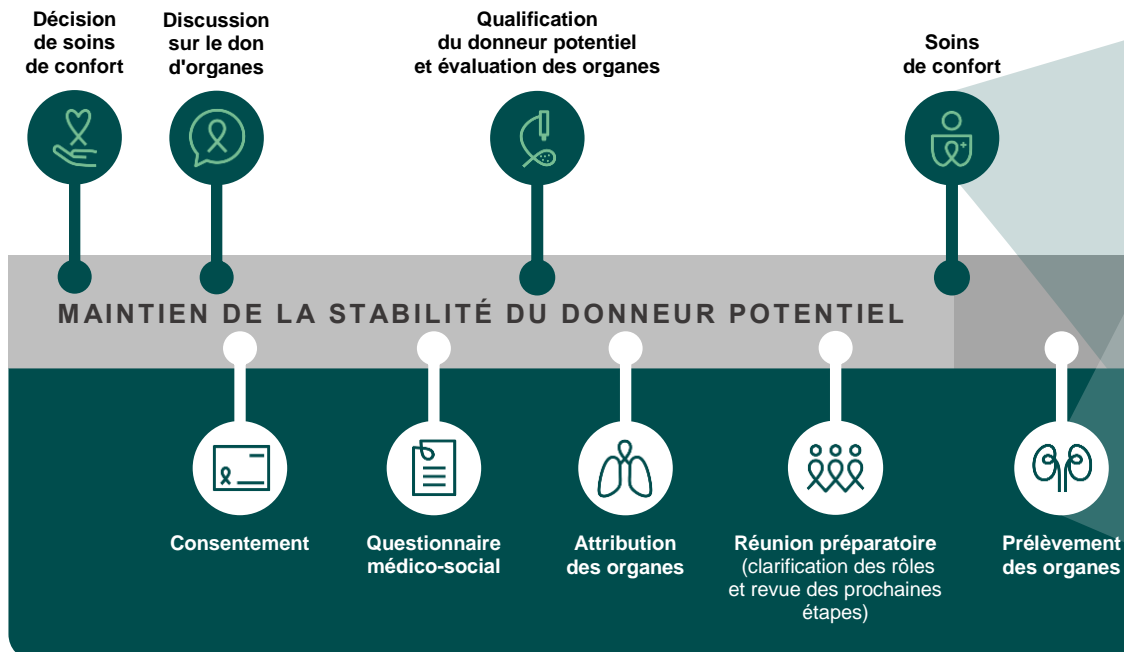 Décision
de soins
de confort
Discussion
sur le don
d'organes
Qualification
du donneur potentiel
et évaluation des organes
Soins
de confort
MAINTIEN DE LA STABILITÉ DU DONNEUR POTENTIEL
Consentement
Questionnaire
médico-social
Attribution
des organes
Réunion préparatoire
(clarification des rôles
et revue des prochaines
étapes)
Prélèvement
des organes